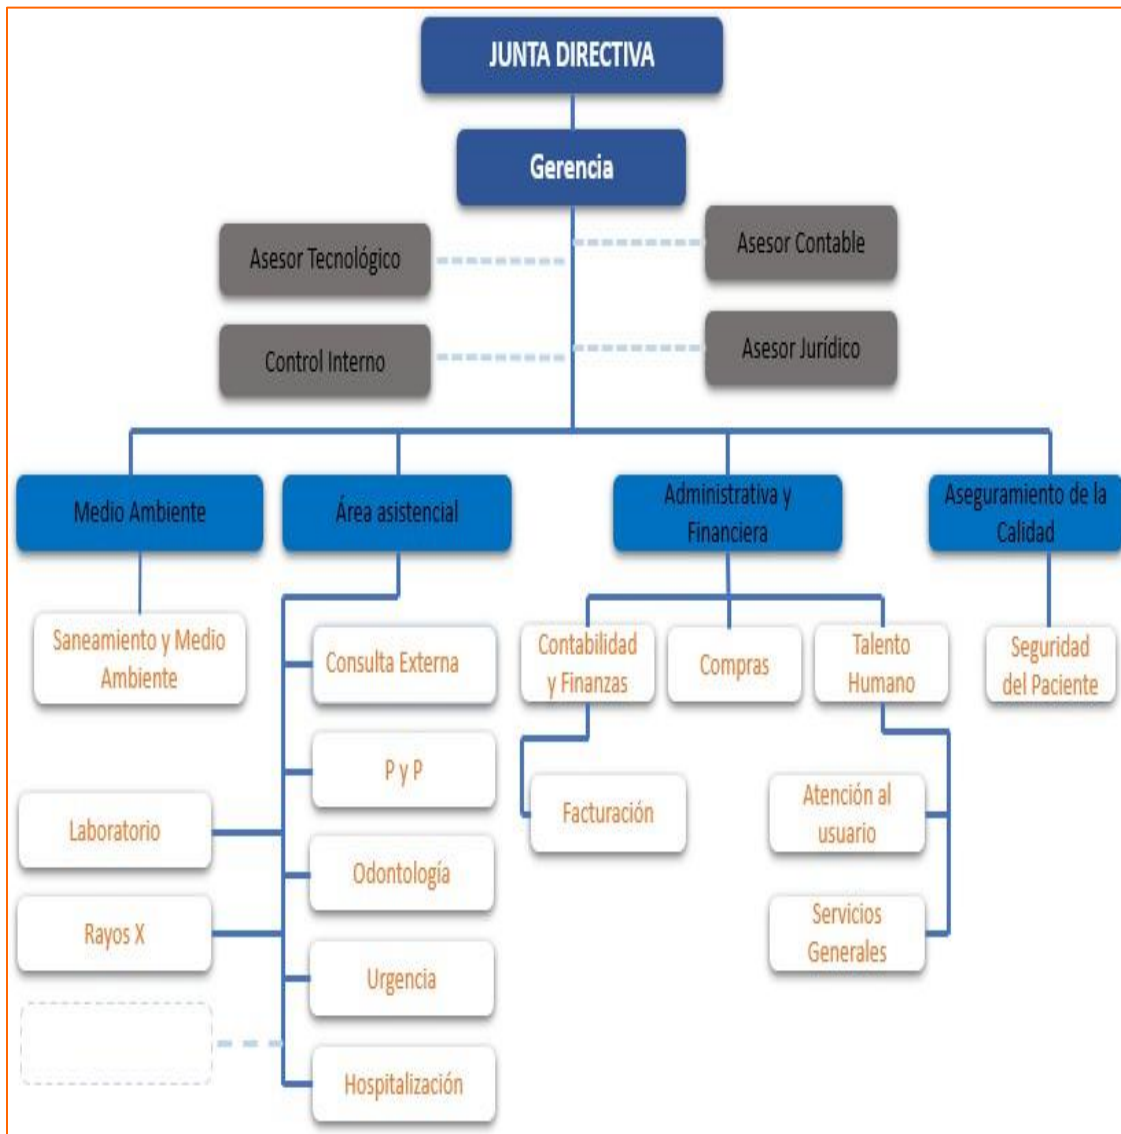 JUNTA DIRECTIVA
Gerencia
Asesor Tecnológico
Asesor Contable
Control Interno
Asesor Jurídico
Medio Ambiente
Área asistencial
Administrativa y
Financiera
Aseguramiento de la
Calidad
Saneamiento y Medio
Ambiente
Consulta Externa
Contabilidad
y Finanzas
Compras
Talento
Humano
Seguridad
del Paciente
P y P
Laboratorio
Facturación
Atención al
usuario
Odontología
Rayos X
Servicios
Generales
Urgencia
Hospitalización